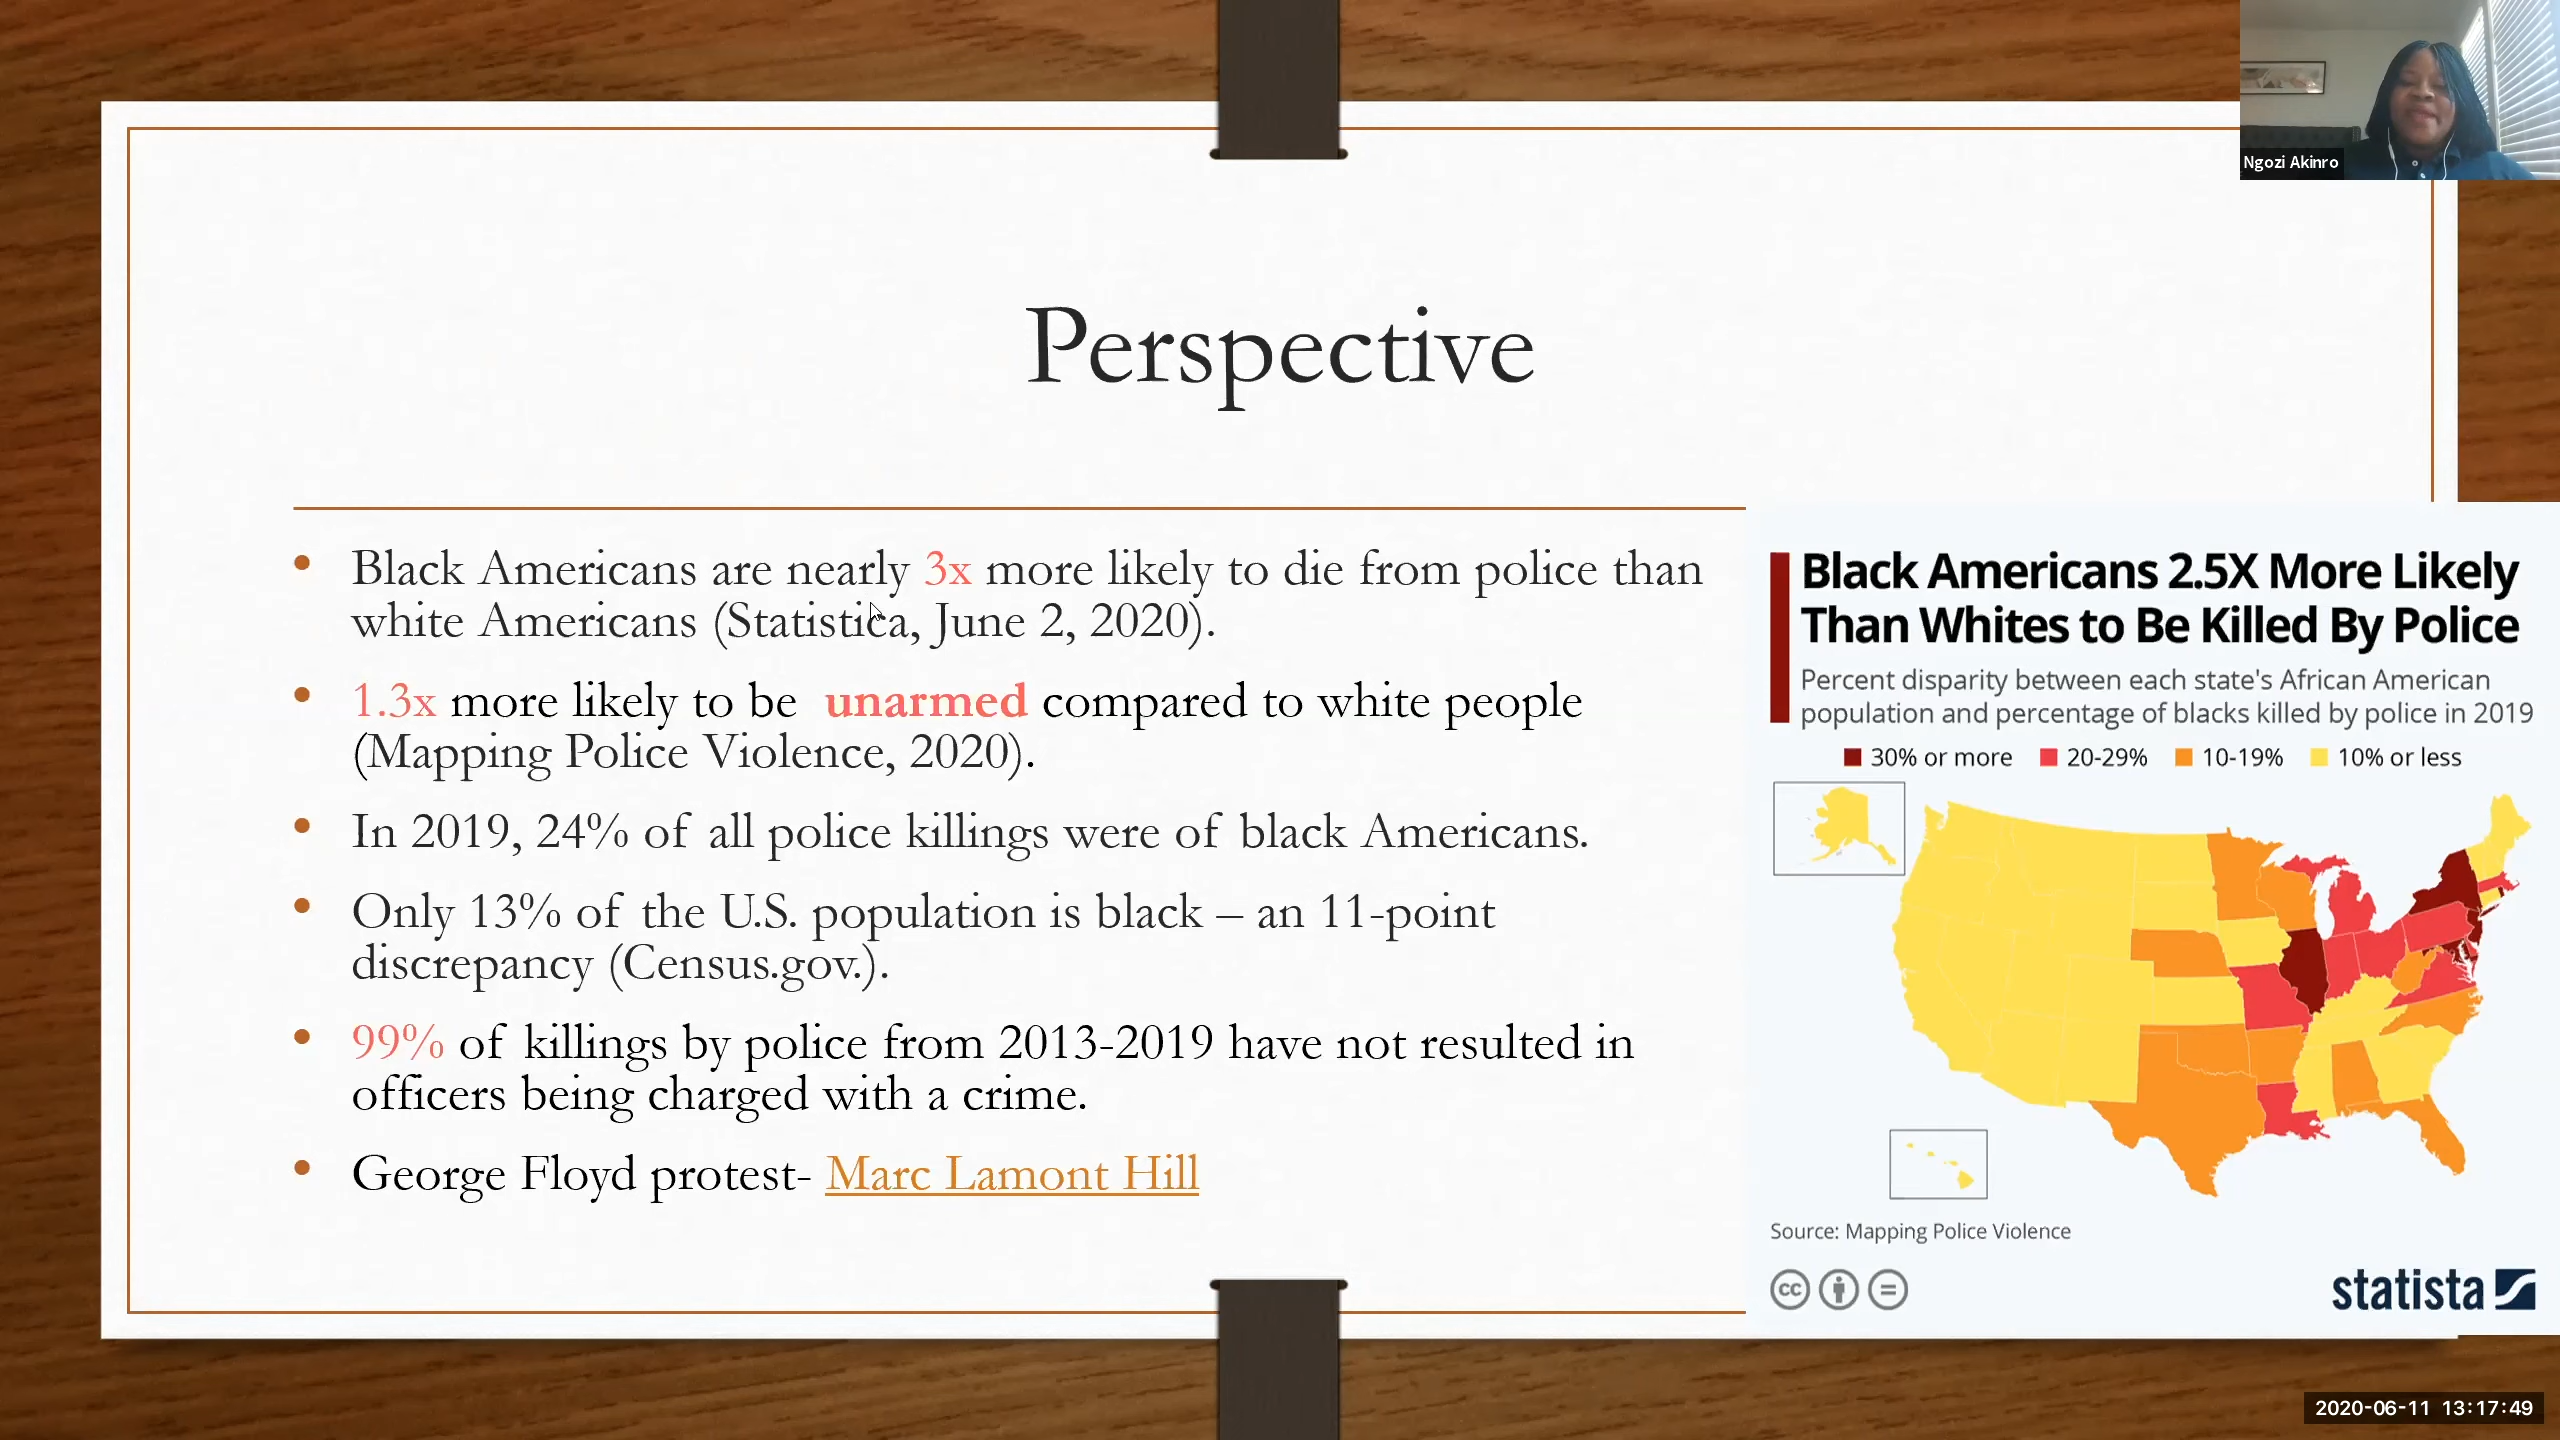 Ngozi Akinro
Perspective
• Black Americans are nearly 3x more likely to die from police than
white Americans (Statistica, June 2, 2020).
• 1.3x more likely to be unarmed compared to white people
(Mapping Police Violence, 2020).
• In 2019, 24% of all police killings were of black Americans.
• Only 13% of the U.S. population is black – an 11-point
discrepancy (Census.gov.).
• 99% of killings by police from 2013-2019 have not resulted in
officers being charged with a crime.
• George Floyd protest- Marc Lamont Hill
Black Americans 2.5X More Likely
Than Whites to Be Killed By Police
Percent disparity between each state's African American
population and percentage of blacks killed by police in 2019
30% or more 20-29% 10-19% 10% or less
Source: Mapping Police Violence
cc
statista
2020-06-11 13:17:49